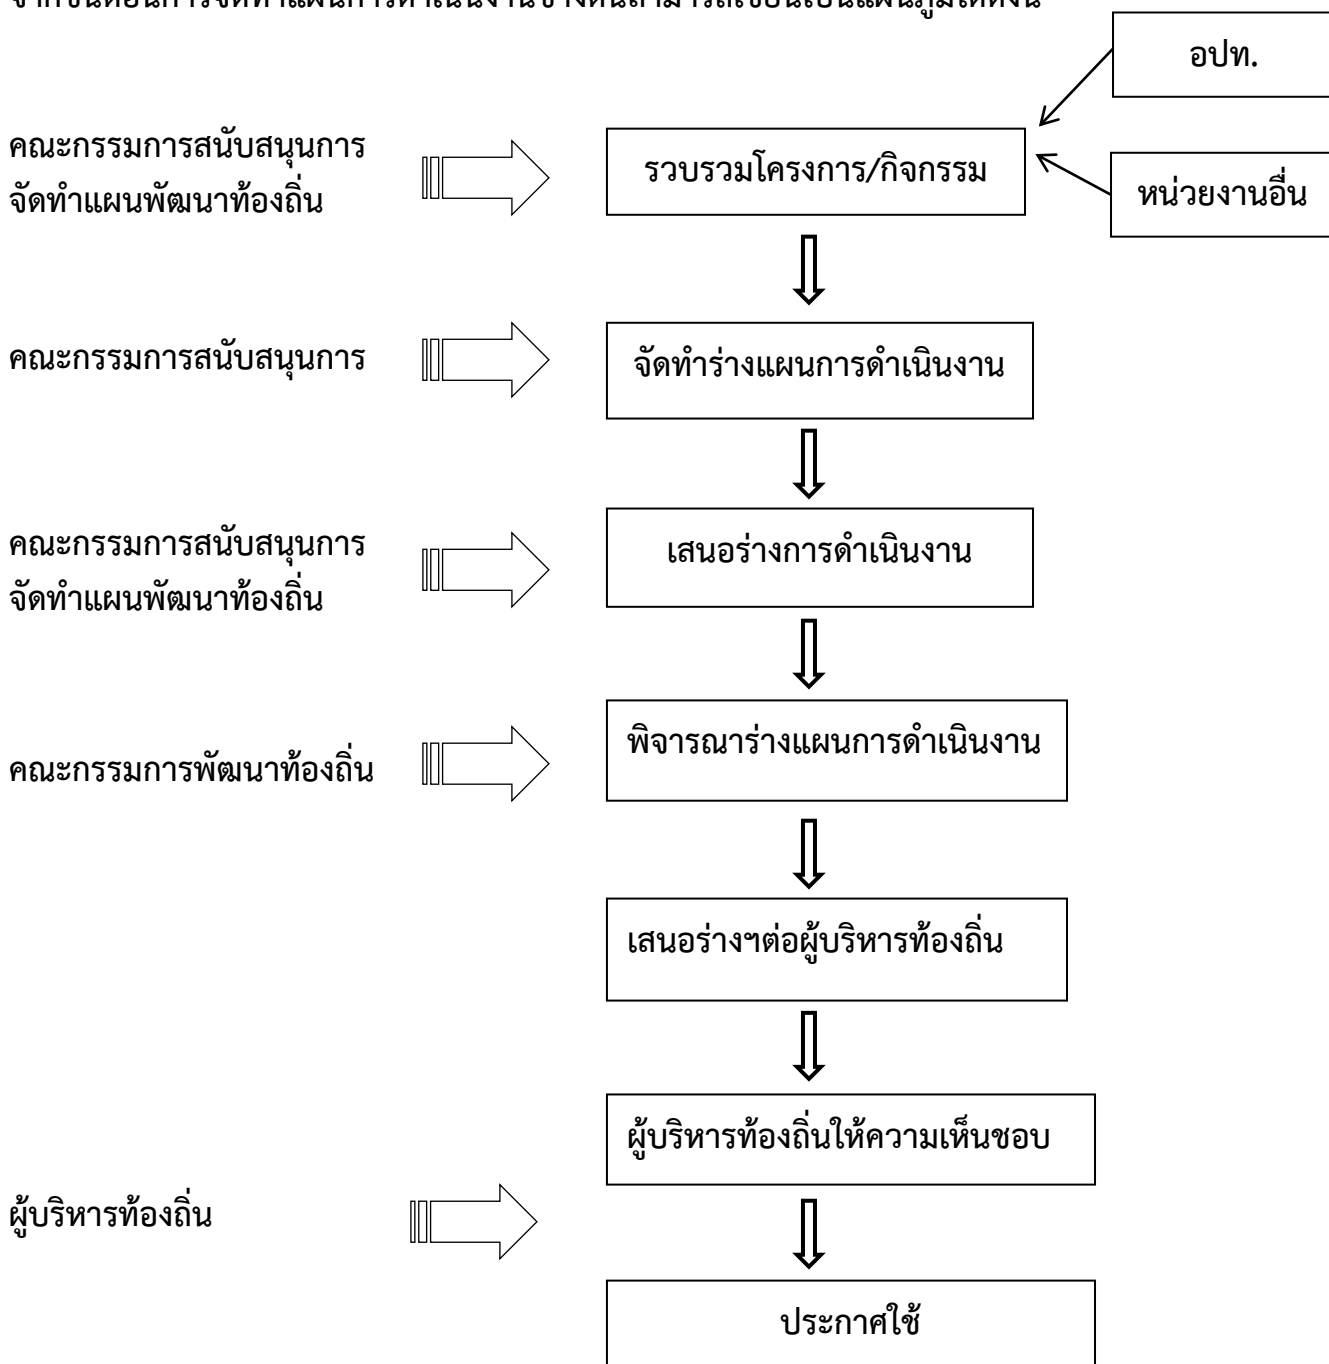 อปท.
คณะกรรมการสนับสนุนการ
จัดทำแผนพัฒนาท้องถิ่น
รวบรวมโครงการ/กิจกรรม
หน่วยงานอื่น
คณะกรรมการสนับสนุนการ
จัดทำร่างแผนการดำเนินงาน
คณะกรรมการสนับสนุนการ
จัดทำแผนพัฒนาท้องถิ่น
เสนอร่างการดำเนินงาน
คณะกรรมการพัฒนาท้องถิ่น
พิจารณาร่างแผนการดำเนินงาน
เสนอร่างฯต่อผู้บริหารท้องถิ่น
ผู้บริหารท้องถิ่นให้ความเห็นชอบ
ผู้บริหารท้องถิ่น
ประกาศใช้